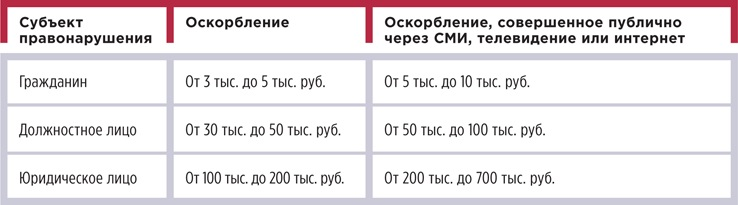 Субъект
правонарушения
Оскорбление
Оскорбление, совершенное публично
через СМИ, телевидение или интернет
Гражданин
От 3 тыс. до 5 тыс. руб.
От 5 тыс. до 10 тыс. руб.
Должностное лицо
От 30 тыс. до 50 тыс. руб.
От 50 тыс. до 100 тыс. руб.
Юридическое лицо
От 100 тыс. до 200 тыс. руб.
От 200 тыс. до 700 тыс. руб.